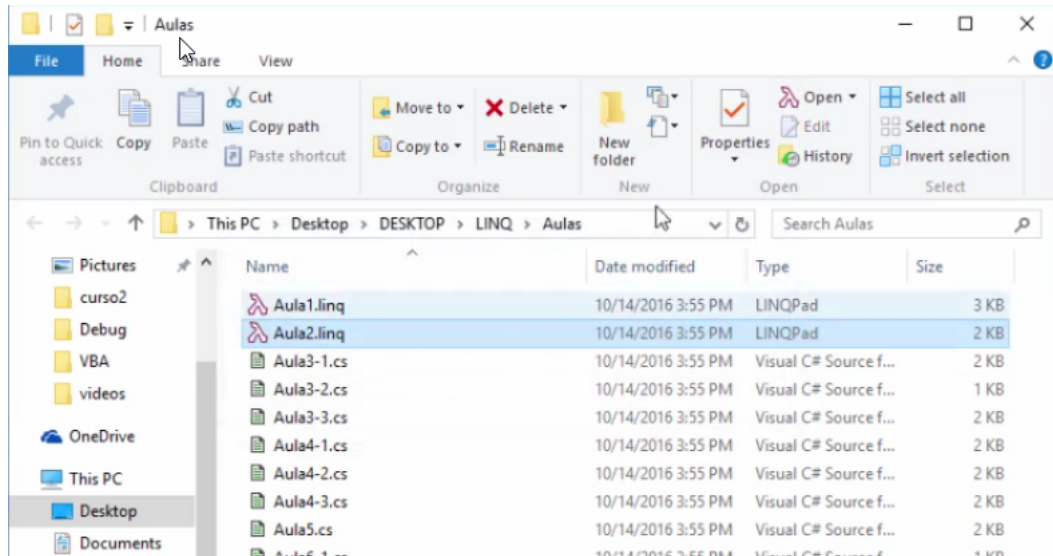 Aulas
File Home Share View
Pin to Quick access
Copy
Paste
Cut
Copy path
Paste shortcut
Clipboard
Move to
Copy to
Delete
Rename
Organize
New folder
New
Properties
Open
Edit
History
Open
Select all
Select none
Invert selection
Select
This PC > Desktop > DESKTOP > LINQ > Aulas
Search Aulas
Pictures
curso2
Debug
VBA
videos
OneDrive
This PC
Desktop
Documents
Name Date modified Type Size
Aula1.linq 10/14/2016 3:55 PM LINQPad 3 KB
Aula2.linq 10/14/2016 3:55 PM LINQPad 2 KB
Aula3-1.cs 10/14/2016 3:55 PM Visual C# Source f... 2 KB
Aula3-2.cs 10/14/2016 3:55 PM Visual C# Source f... 1 KB
Aula3-3.cs 10/14/2016 3:55 PM Visual C# Source f... 2 KB
Aula4-1.cs 10/14/2016 3:55 PM Visual C# Source f... 2 KB
Aula4-2.cs 10/14/2016 3:55 PM Visual C# Source f... 2 KB
Aula4-3.cs 10/14/2016 3:55 PM Visual C# Source f... 2 KB
Aula5.cs 10/14/2016 3:55 PM Visual C# Source f... 2 KB